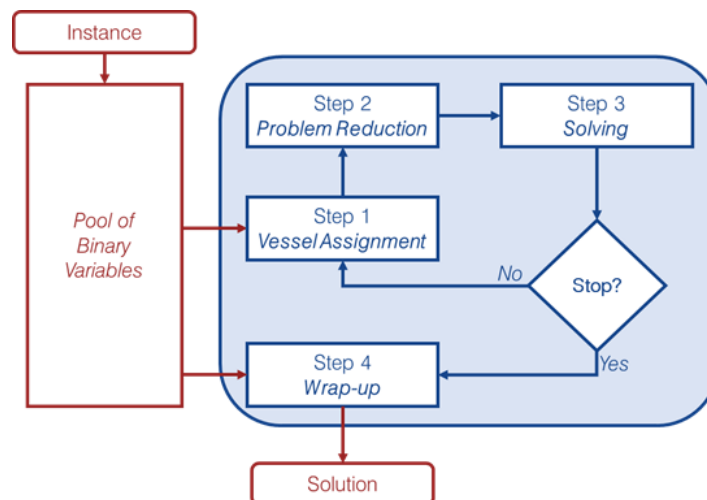 Instance
Step 2
Problem Reduction
Step 3
Solving
Pool of
Binary
Variables
Step 1
Vessel Assignment
No
Stop?
Yes
Step 4
Wrap-up
Solution